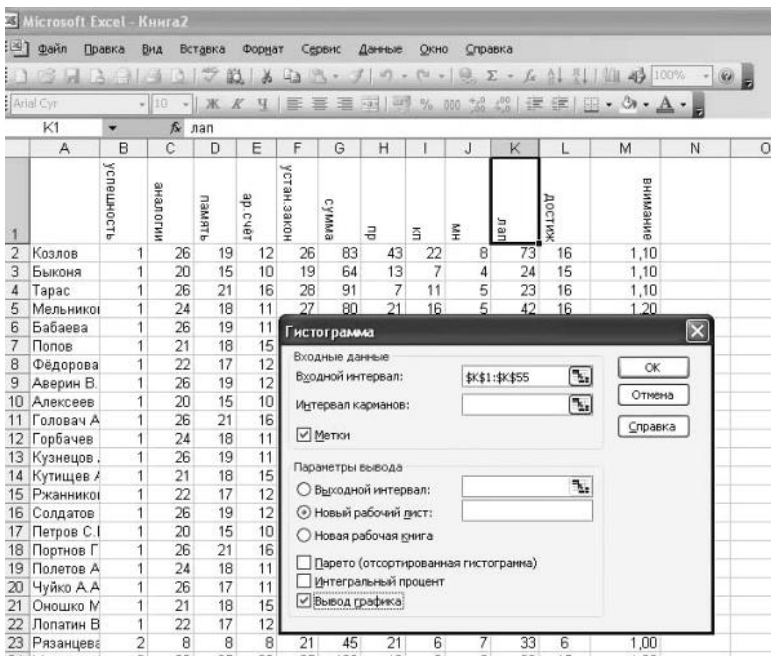 Microsoft Excel - Книга2
Файл Правка Вид Вставка Формат Сервис Данные Окно Справка
100%
Arial Cyr 10 Ж К Ч % 000
K1 fx лап
A B C D E F G H I J K L M N O
1 успешность аналогии память ар.счёт устан.закон сумма пр кп мн лап достиж внимание
2 Козлов 1 26 19 12 26 83 43 22 8 73 16 1,10
3 Быконя 1 20 15 10 19 64 13 7 4 24 15 1,10
4 Тарас 1 26 21 16 28 91 7 11 5 23 16 1,10
5 Мельников 1 24 18 11 27 80 21 16 5 42 16 1,20
6 Бабаева 1 26 19 11
7 Попов 1 21 18 15
8 Фёдорова 1 22 17 12
9 Аверин В. 1 26 19 12
10 Алексеев 1 20 15 10
11 Головач А 1 26 21 16
12 Горбачев 1 24 18 11
13 Кузнецов . 1 26 19 11
14 Кутищев А 1 21 18 15
15 Ржанников 1 22 17 12
16 Солдатов 1 26 19 12
17 Петров С.І 1 20 15 10
18 Портнов Г 1 26 21 16
19 Полетов А 1 24 18 11
20 Чуйко А.А 1 26 17 11
21 Оношко М 1 21 18 15
22 Лопатин В 1 22 17 12
23 Рязанцева 2 8 8 8 21 45 21 6 7 33 6 1,00
Гистограмма
Входные данные
Входной интервал: $K$1:$K$55
Интервал карманов:
Метки
Параметры вывода
Выходной интервал:
Новый рабочий лист:
Новая рабочая книга
Парето (отсортированная гистограмма)
Интегральный процент
Вывод графика
ОК
Отмена
Справка